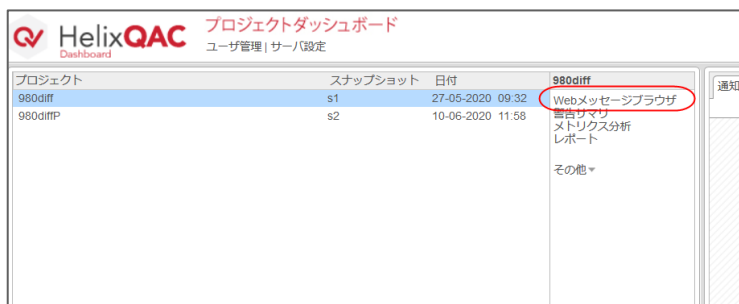 HelixQAC
Dashboard
プロジェクトダッシュボード
ユーザ管理 | サーバ設定
プロジェクト スナップショット 日付
980diff s1 27-05-2020 09:32
980diffP s2 10-06-2020 11:58
980diff
Webメッセージブラウザ
警告サマリ
メトリクス分析
レポート
その他
通知